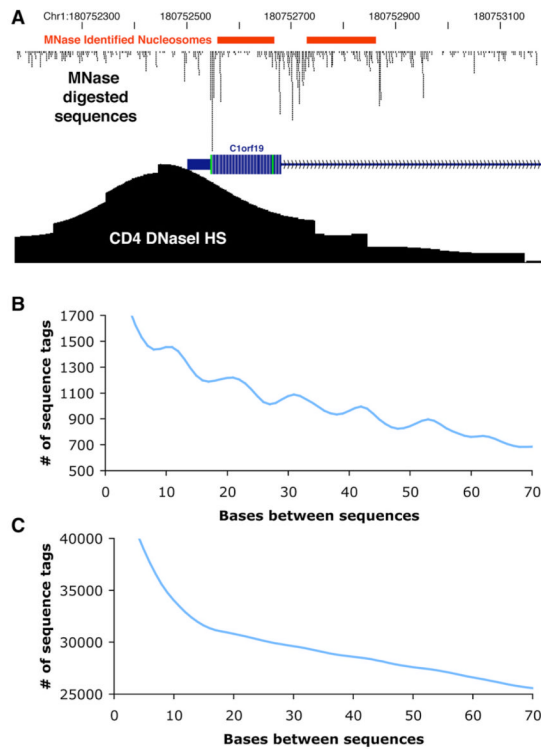 A
Chr1:180752300 180752500 180752700 180752900 180753100
MNase Identified Nucleosomes
MNase
digested
sequences
C1orf19
CD4 DNaseI HS
B
# of sequence tags
1700
1500
1300
1100
900
700
500
0 10 20 30 40 50 60 70
Bases between sequences
C
# of sequence tags
40000
35000
30000
25000
0 10 20 30 40 50 60 70
Bases between sequences